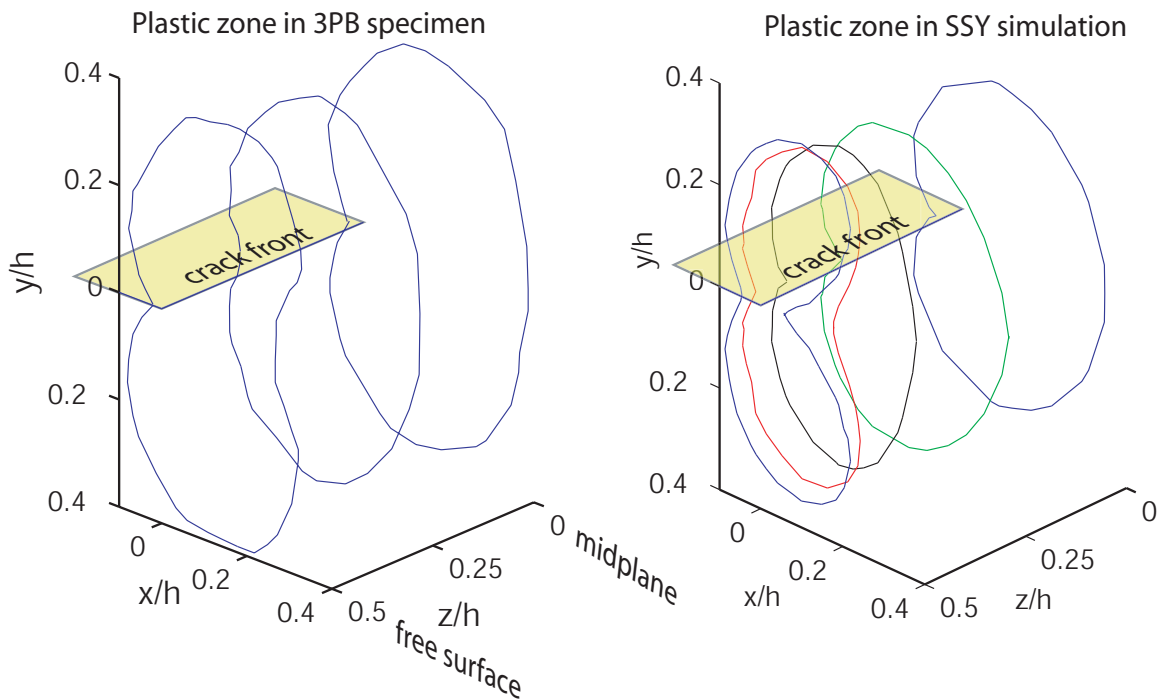 Plastic zone in 3PB specimen
0.4
0.2
0
0.2
0.4
y/h
crack front
0
0.2
0.4
x/h
0.5
0.25
0
z/h
midplane
free surface
Plastic zone in SSY simulation
0.4
0.2
0
0.2
0.4
y/h
crack front
0
0.2
0.4
x/h
0.5
0.25
0
z/h